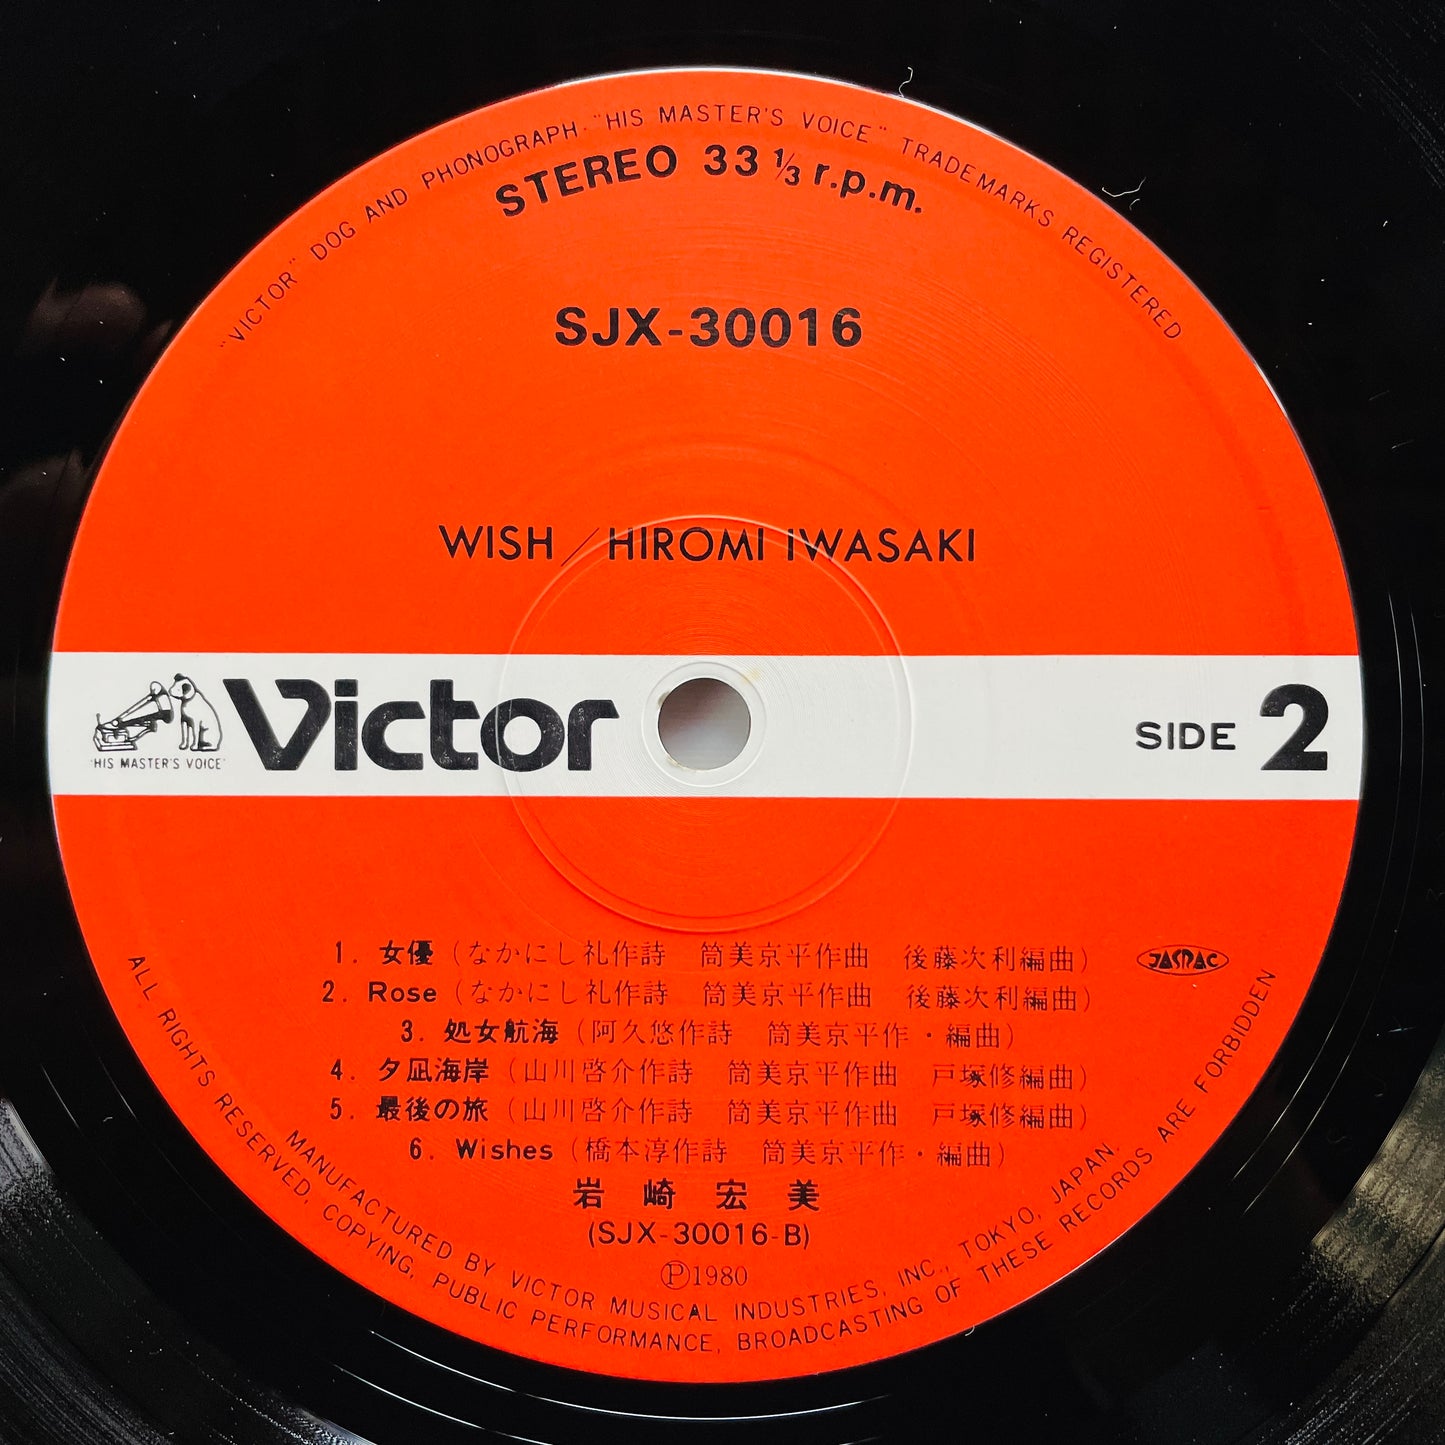 "VICTOR" DOG AND PHONOGRAPH·"HIS MASTER'S VOICE" TRADEMARKS REGISTERED
STEREO 33 ⅓ r.p.m.
SJX-30016
WISH／HIROMI IWASAKI
'HIS MASTER'S VOICE'
Victor
SIDE 2
1. 女優（なかにし礼作詩　筒美京平作曲　後藤次利編曲）
JASRAC
2. Rose（なかにし礼作詩　筒美京平作曲　後藤次利編曲）
3. 処女航海（阿久悠作詩　筒美京平作・編曲）
4. 夕凪海岸（山川啓介作詩　筒美京平作曲　戸塚修編曲）
5. 最後の旅（山川啓介作詩　筒美京平作曲　戸塚修編曲）
6. Wishes（橋本淳作詩　筒美京平作・編曲）
岩崎宏美
(SJX-30016-B)
Ⓟ1980
MANUFACTURED BY VICTOR MUSICAL INDUSTRIES, INC., TOKYO, JAPAN.
ALL RIGHTS RESERVED, COPYING, PUBLIC PERFORMANCE, BROADCASTING OF THESE RECORDS ARE FORBIDDEN